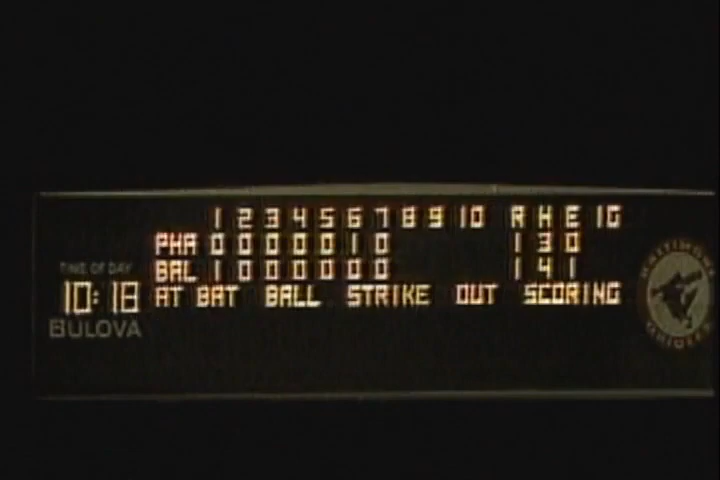 1 2 3 4 5 6 7 8 9 10 R H E IG
PHA 0 0 0 0 0 1 0 1 3 0
BAL 1 0 0 0 0 0 0 1 4 1
TIME OF DAY
10:18 AT BAT BALL STRIKE OUT SCORING
BULOVA
BALTIMORE
ORIOLES